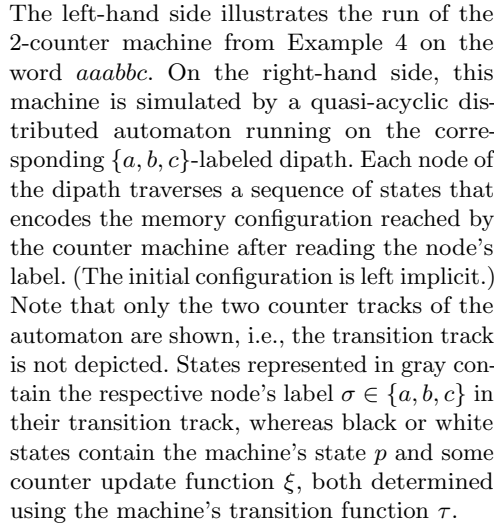 The left-hand side illustrates the run of the
2-counter machine from Example 4 on the
word aaabbc. On the right-hand side, this
machine is simulated by a quasi-acyclic dis-
tributed automaton running on the corre-
sponding {a, b, c}-labeled dipath. Each node of
the dipath traverses a sequence of states that
encodes the memory configuration reached by
the counter machine after reading the node's
label. (The initial configuration is left implicit.)
Note that only the two counter tracks of the
automaton are shown, i.e., the transition track
is not depicted. States represented in gray con-
tain the respective node's label σ ∈ {a, b, c} in
their transition track, whereas black or white
states contain the machine's state p and some
counter update function ξ, both determined
using the machine's transition function τ.